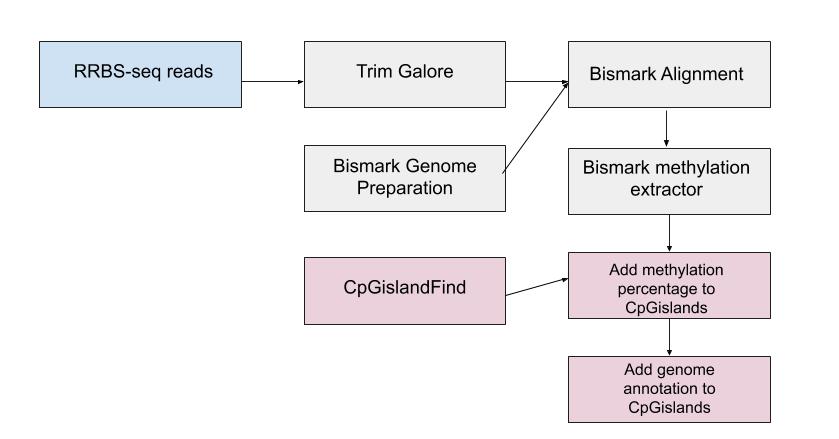 RRBS-seq reads
Trim Galore
Bismark Alignment
Bismark Genome
Preparation
Bismark methylation
extractor
CpGislandFind
Add methylation
percentage to
CpGislands
Add genome
annotation to
CpGislands